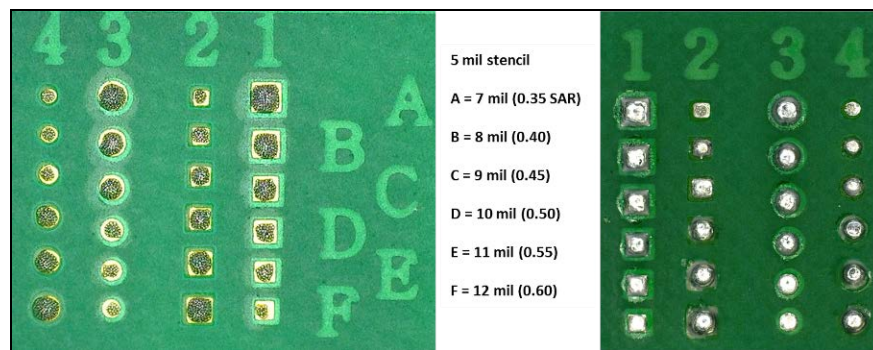 4 3 2 1
A
B
C
D
E
F
5 mil stencil
A = 7 mil (0.35 SAR)
B = 8 mil (0.40)
C = 9 mil (0.45)
D = 10 mil (0.50)
E = 11 mil (0.55)
F = 12 mil (0.60)
1 2 3 4